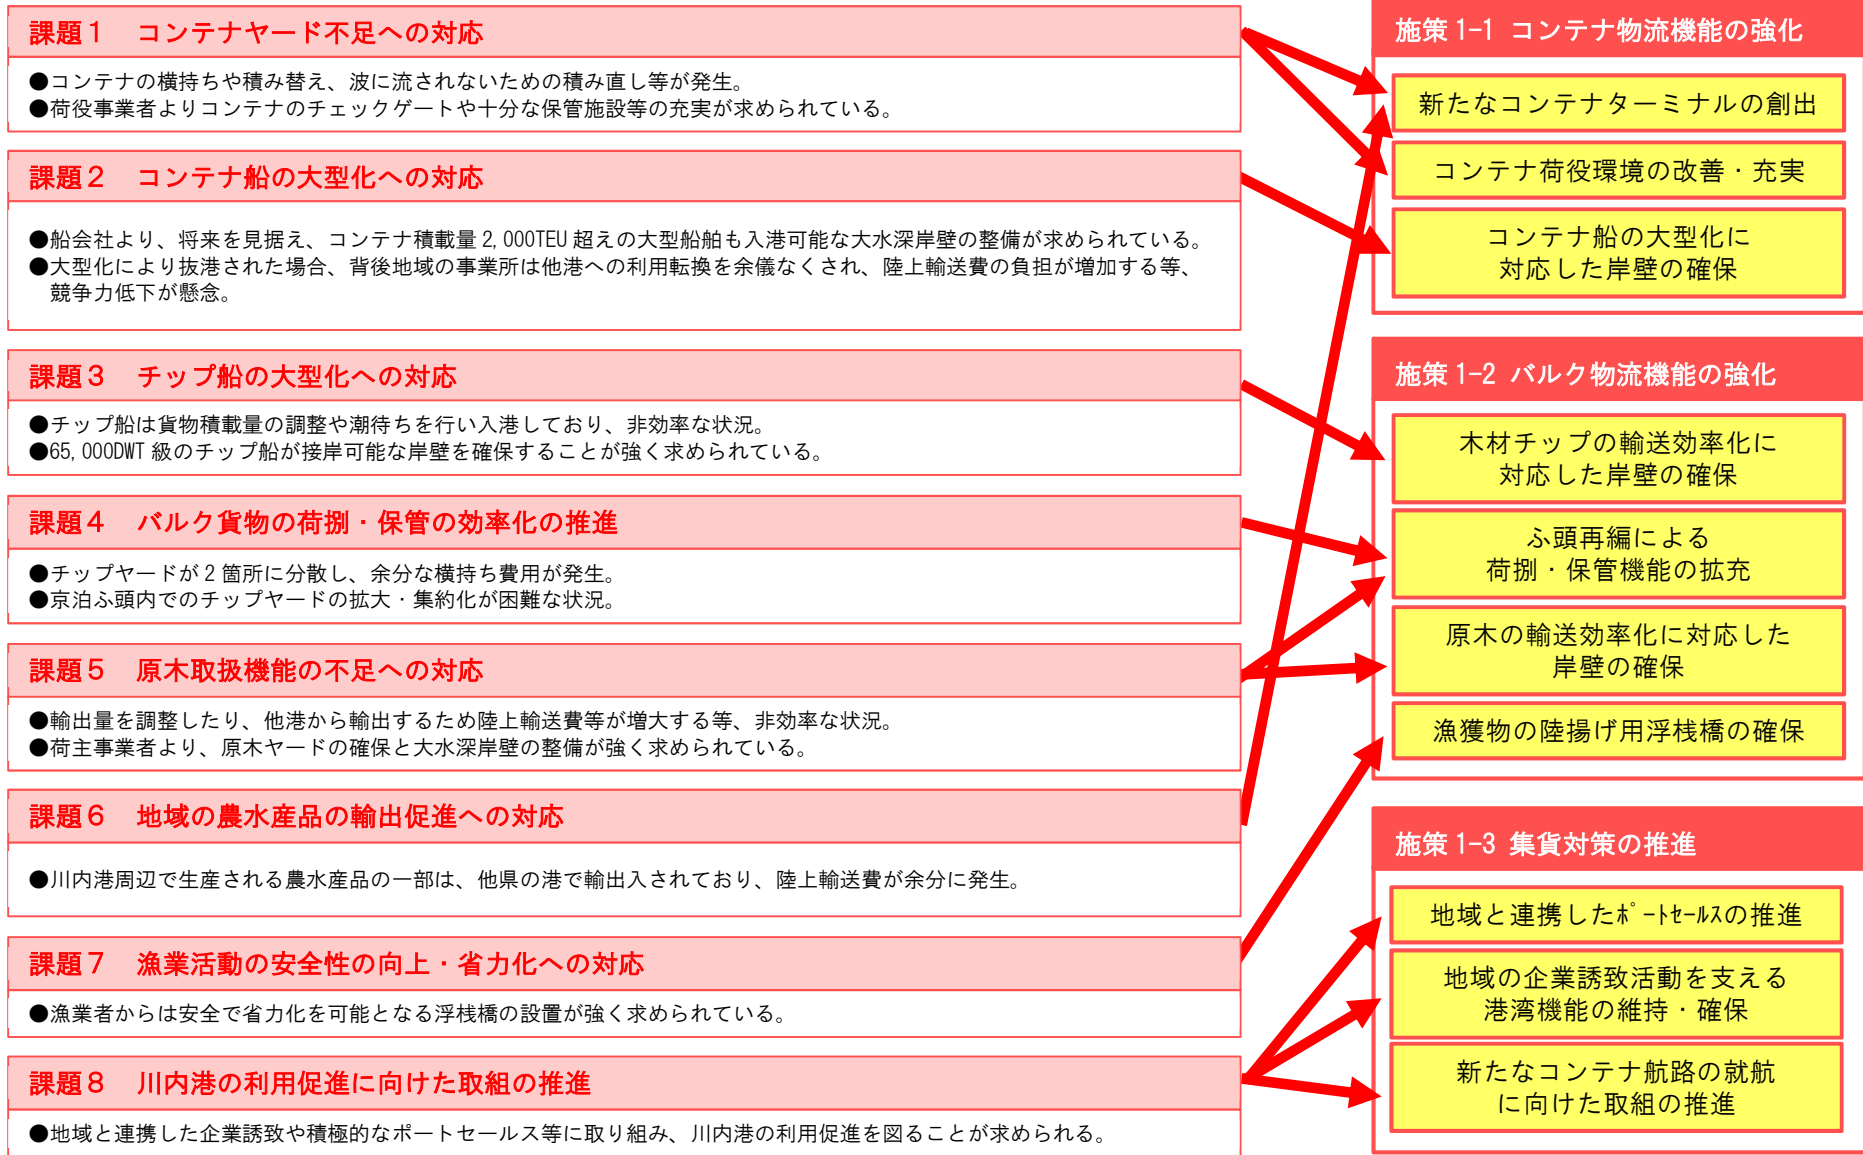 課題１　コンテナヤード不足への対応
●コンテナの横持ちや積み替え、波に流されないための積み直し等が発生。
●荷役事業者よりコンテナのチェックゲートや十分な保管施設等の充実が求められている。
課題２　コンテナ船の大型化への対応
●船会社より、将来を見据え、コンテナ積載量 2,000TEU 超えの大型船舶も入港可能な大水深岸壁の整備が求められている。
●大型化により抜港された場合、背後地域の事業所は他港への利用転換を余儀なくされ、陸上輸送費の負担が増加する等、
競争力低下が懸念。
課題３　チップ船の大型化への対応
●チップ船は貨物積載量の調整や潮待ちを行い入港しており、非効率な状況。
●65,000DWT 級のチップ船が接岸可能な岸壁を確保することが強く求められている。
課題４　バルク貨物の荷捌・保管の効率化の推進
●チップヤードが２箇所に分散し、余分な横持ち費用が発生。
●京泊ふ頭内でのチップヤードの拡大・集約化が困難な状況。
課題５　原木取扱機能の不足への対応
●輸出量を調整したり、他港から輸出するため陸上輸送費等が増大する等、非効率な状況。
●荷主事業者より、原木ヤードの確保と大水深岸壁の整備が強く求められている。
課題６　地域の農水産品の輸出促進への対応
●川内港周辺で生産される農水産品の一部は、他県の港で輸出入されており、陸上輸送費が余分に発生。
課題７　漁業活動の安全性の向上・省力化への対応
●漁業者からは安全で省力化を可能となる浮桟橋の設置が強く求められている。
課題８　川内港の利用促進に向けた取組の推進
●地域と連携した企業誘致や積極的なポートセールス等に取り組み、川内港の利用促進を図ることが求められる。
施策 1-1 コンテナ物流機能の強化
新たなコンテナターミナルの創出
コンテナ荷役環境の改善・充実
コンテナ船の大型化に
対応した岸壁の確保
施策 1-2 バルク物流機能の強化
木材チップの輸送効率化に
対応した岸壁の確保
ふ頭再編による
荷捌・保管機能の拡充
原木の輸送効率化に対応した
岸壁の確保
漁獲物の陸揚げ用浮桟橋の確保
施策 1-3 集貨対策の推進
地域と連携したﾎﾟｰﾄｾｰﾙｽの推進
地域の企業誘致活動を支える
港湾機能の維持・確保
新たなコンテナ航路の就航
に向けた取組の推進